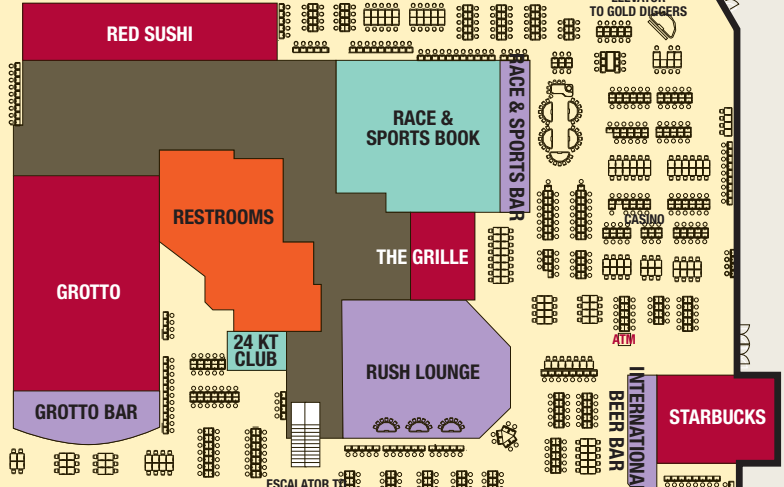 ELEVATOR
TO GOLD DIGGERS
RED SUSHI
RACE &
SPORTS BOOK
RACE & SPORTS BAR
RESTROOMS
CASINO
THE GRILLE
GROTTO
ATM
24 KT
CLUB
RUSH LOUNGE
GROTTO BAR
INTERNATIONAL
BEER BAR
STARBUCKS
ESCALATOR TO